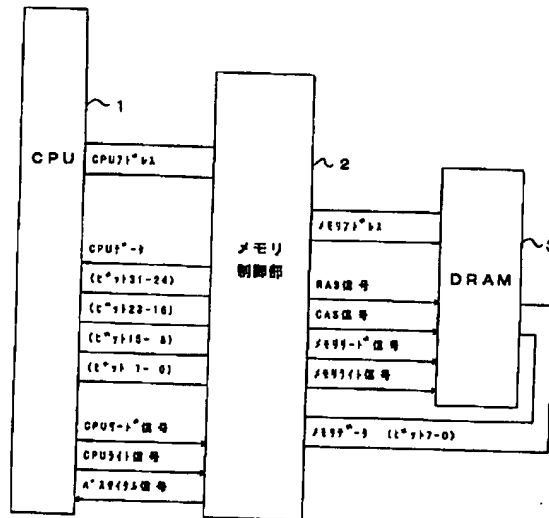 1
CPU
CPUアドレス
2
メモリ
制御部
メモリアドレス
3
DRAM
CPUデータ
(ビット31-24)
(ビット23-16)
(ビット15- 8)
(ビット 7- 0)
RAS信号
CAS信号
メモリリード信号
メモリライト信号
CPUリード信号
CPUライト信号
バスサイクル信号
メモリデータ (ビット7-0)